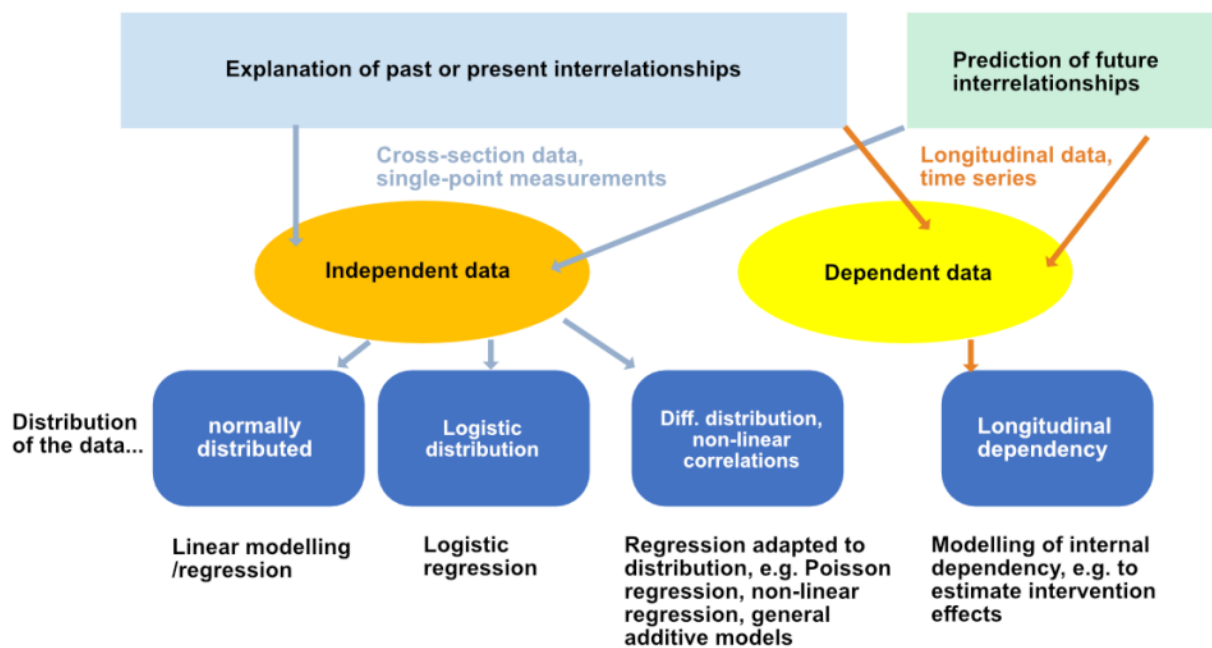 Explanation of past or present interrelationships
Prediction of future
interrelationships
Cross-section data,
single-point measurements
Longitudinal data,
time series
Independent data
Dependent data
Distribution
of the data...
normally
distributed
Logistic
distribution
Diff. distribution,
non-linear
correlations
Longitudinal
dependency
Linear modelling
/regression
Logistic
regression
Regression adapted to
distribution, e.g. Poisson
regression, non-linear
regression, general
additive models
Modelling of internal
dependency, e.g. to
estimate intervention
effects